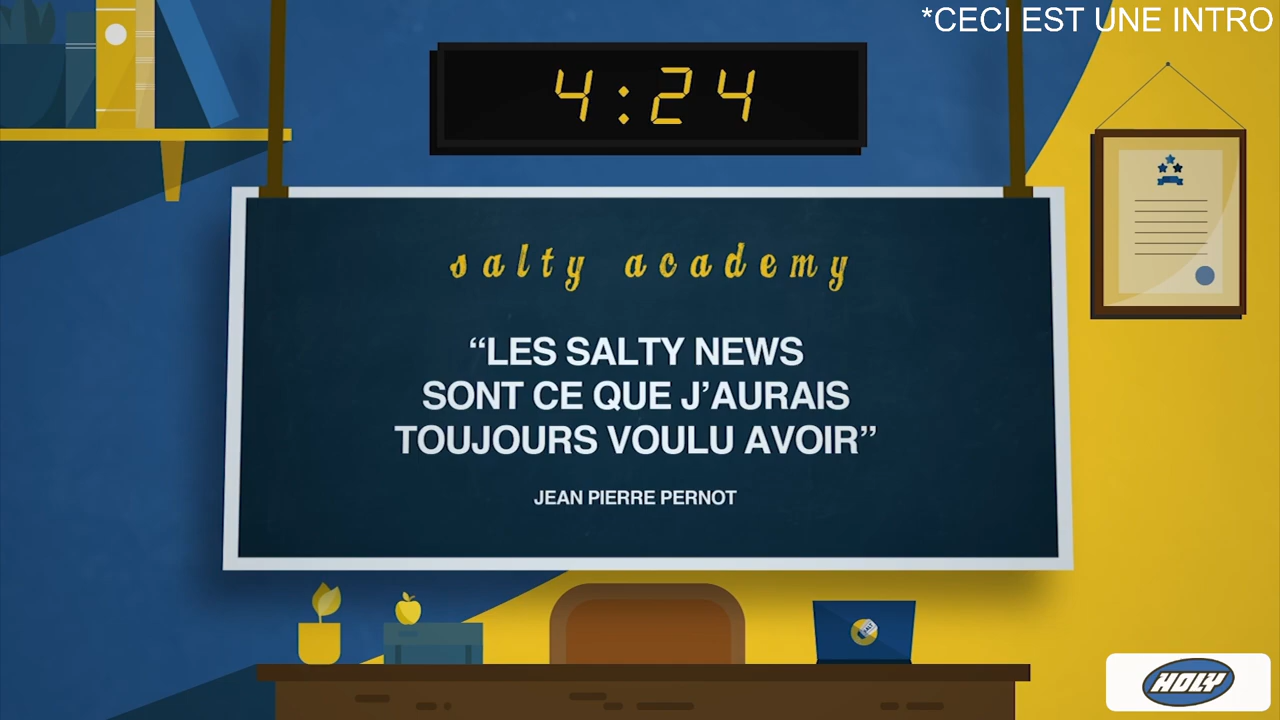 *CECI EST UNE INTRO
4:24
salty academy
“LES SALTY NEWS
SONT CE QUE J’AURAIS
TOUJOURS VOULU AVOIR”
JEAN PIERRE PERNOT
HOLY